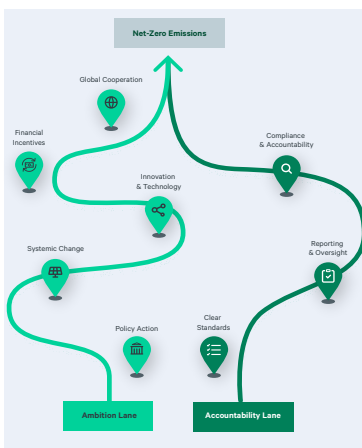 Net-Zero Emissions
Global Cooperation
Financial
Incentives
Compliance
& Accountability
Innovation
& Technology
Systemic Change
Reporting
& Oversight
Policy Action
Clear
Standards
Ambition Lane
Accountability Lane